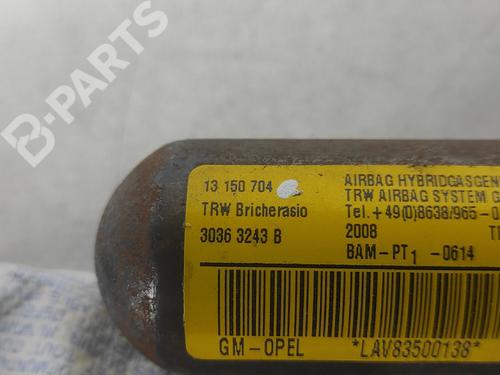 B-PARTS
13 150 704
TRW Bricherasio
3036 3243 B
AIRBAG HYBRIDGASGEN
TRW AIRBAG SYSTEM G
Tel.+49(0)8638/965-0
2008
BAM-PT1 -0614
GM-OPEL
*LAV83500138*